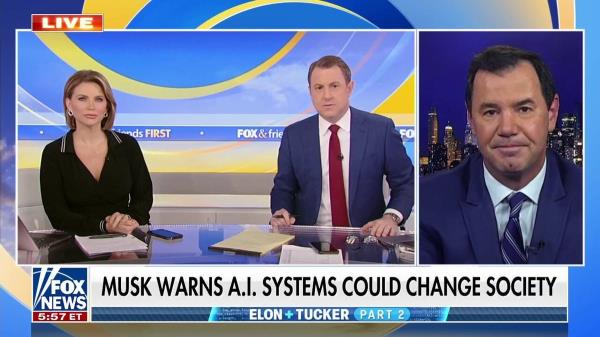 LIVE
friends FIRST
FOX & frie
MUSK WARNS A.I. SYSTEMS COULD CHANGE SOCIETY
FOX
NEWS
5:57 ET
ELON + TUCKER PART 2